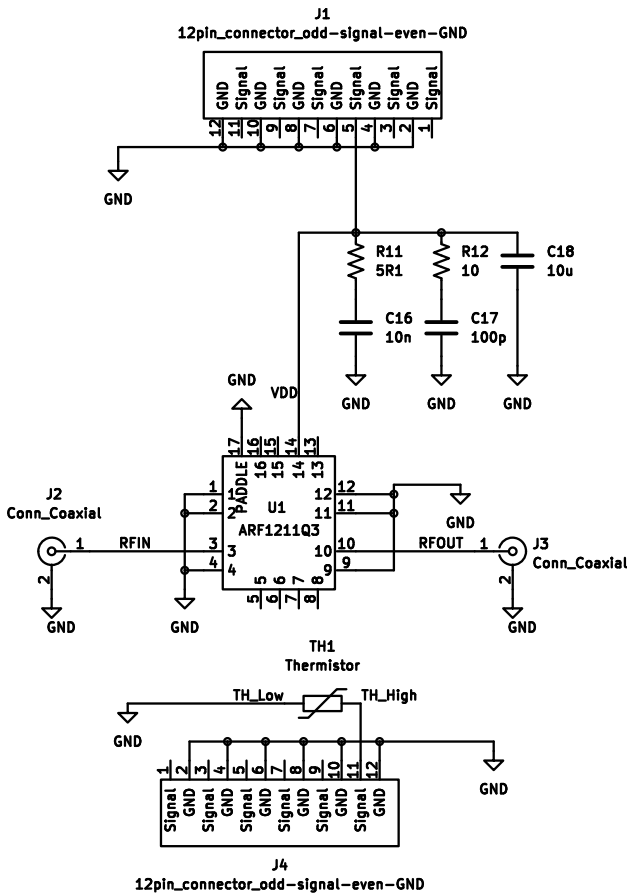 J1
12pin_connector_odd-signal-even-GND
GND Signal GND Signal GND Signal GND Signal GND Signal GND Signal
12 11 10 9 8 7 6 5 4 3 2 1
GND
R11
5R1
R12
10
C18
10u
C16
10n
C17
100p
GND
GND
GND
GND
VDD
17 16 15 14 13
PADDLE 16 15 14 13
J2
Conn_Coaxial
1
2
RFIN
GND
1 1
2 2
3 3
4 4
GND
U1
ARF1211Q3
12 12
11 11
10 10
9 9
GND
RFOUT
1
2
J3
Conn_Coaxial
GND
5 6 7 8
5 6 7 8
TH1
Thermistor
TH_Low
TH_High
GND
1 2 3 4 5 6 7 8 9 10 11 12
Signal GND Signal GND Signal GND Signal GND Signal GND Signal GND
GND
J4
12pin_connector_odd-signal-even-GND